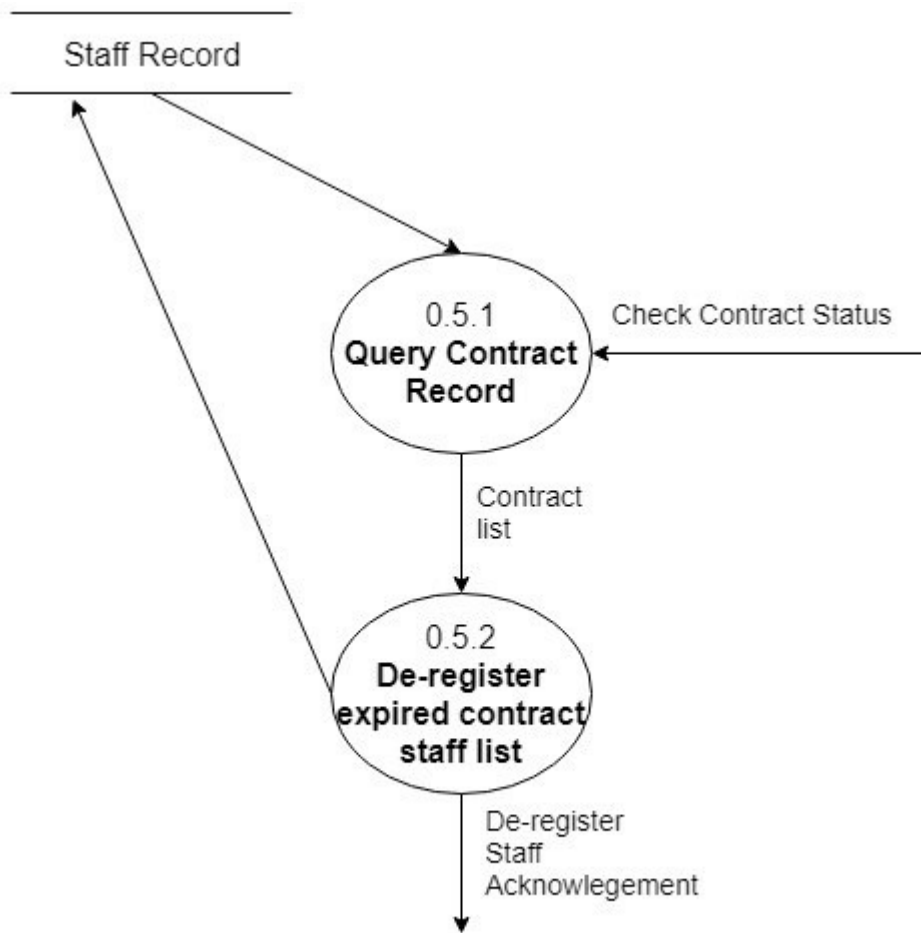 Staff Record
0.5.1
Query Contract
Record
Check Contract Status
Contract
list
0.5.2
De-register
expired contract
staff list
De-register
Staff
Acknowlegement